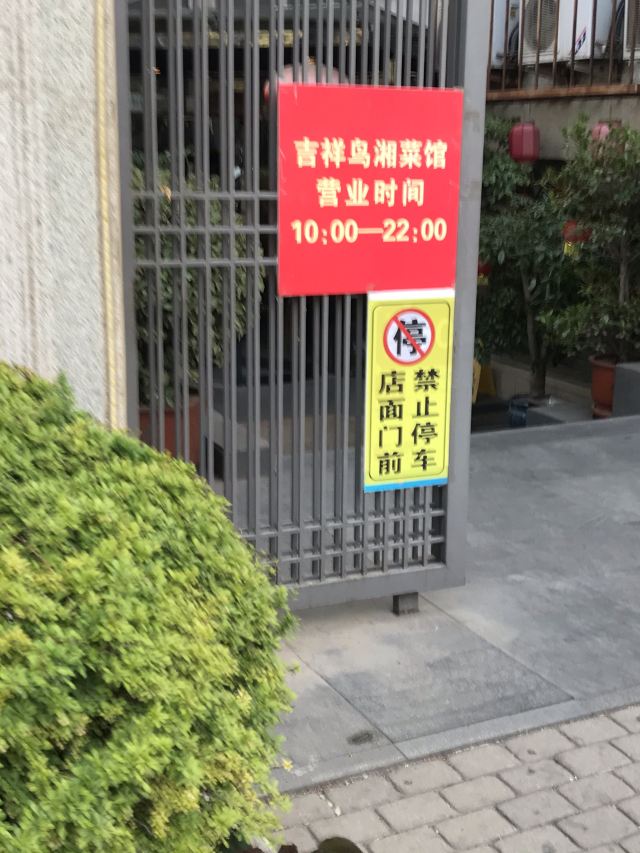 吉祥鸟湘菜馆
营业时间
10:00—22:00
停
店面门前
禁止停车